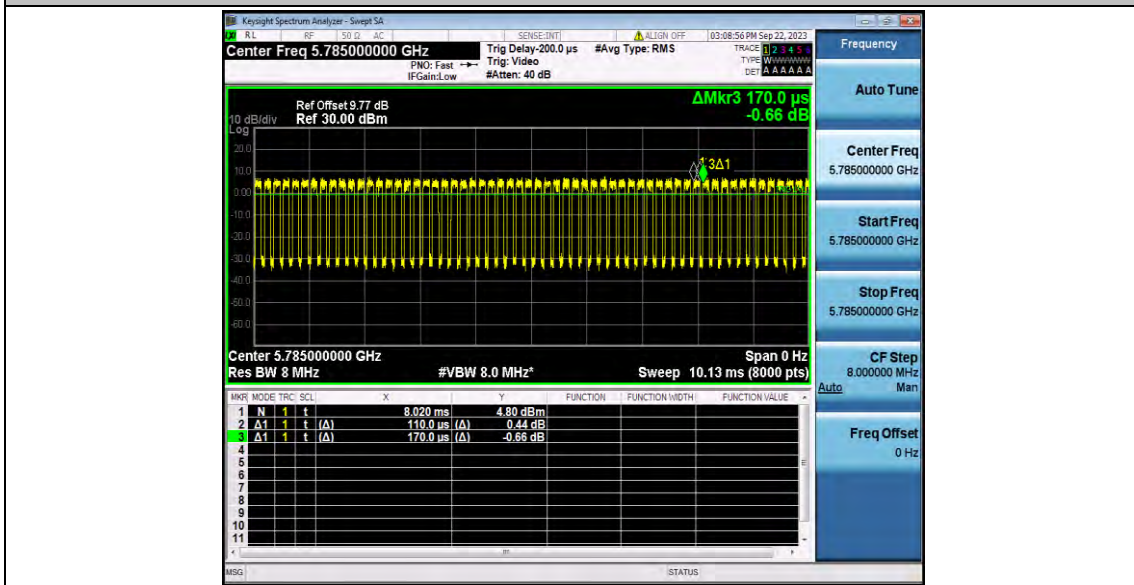 Keysight Spectrum Analyzer - Swept SA
RL RF 50 Ω AC SENSE:INT ALIGN OFF 03:08:56 PM Sep 22, 2023
Center Freq 5.785000000 GHz
PNO: Fast
IFGain:Low
Trig Delay-200.0 µs
Trig: Video
#Atten: 40 dB
#Avg Type: RMS
TRACE 1 2 3 4 5 6
TYPE W
DET A A A A A A
Frequency
ΔMkr3 170.0 µs
-0.66 dB
Ref Offset 9.77 dB
10 dB/div Ref 30.00 dBm
Log
20.0
10.0
0.00
-10.0
-20.0
-30.0
-40.0
-50.0
-60.0
3Δ1
Center 5.785000000 GHz Span 0 Hz
Res BW 8 MHz #VBW 8.0 MHz* Sweep 10.13 ms (8000 pts)
MKR MODE TRC SCL X Y FUNCTION FUNCTION WIDTH FUNCTION VALUE
1 N 1 t 8.020 ms 4.80 dBm
2 Δ1 1 t (Δ) 110.0 µs (Δ) 0.44 dB
3 Δ1 1 t (Δ) 170.0 µs (Δ) -0.66 dB
4
5
6
7
8
9
10
11
MSG STATUS
Auto Tune
Center Freq
5.785000000 GHz
Start Freq
5.785000000 GHz
Stop Freq
5.785000000 GHz
CF Step
8.000000 MHz
Auto Man
Freq Offset
0 Hz